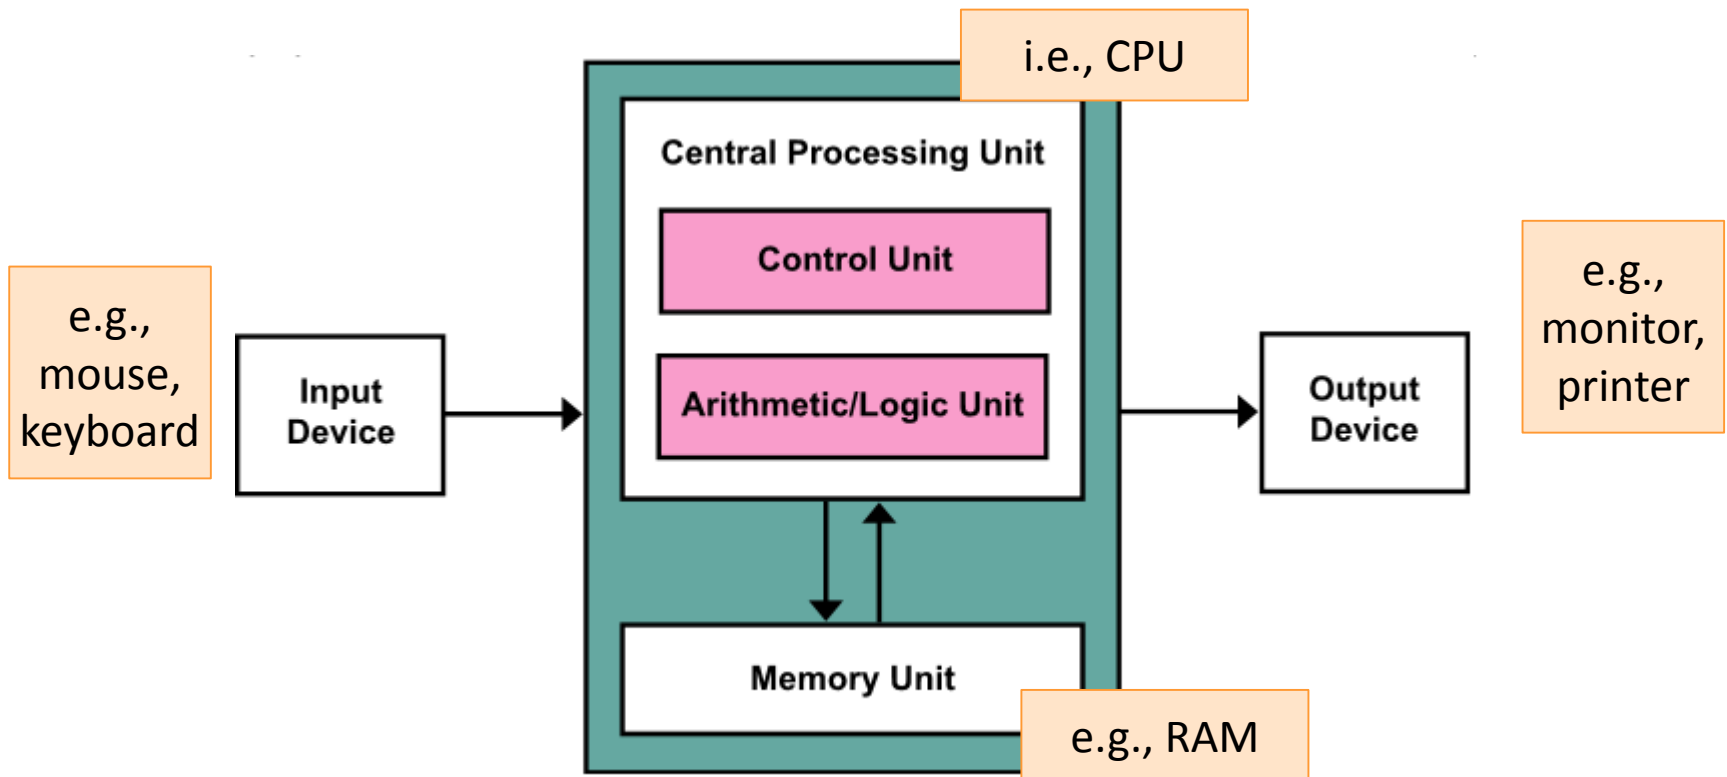 i.e., CPU
Central Processing Unit
Control Unit
Arithmetic/Logic Unit
e.g.,
mouse,
keyboard
Input
Device
Output
Device
e.g.,
monitor,
printer
Memory Unit
e.g., RAM